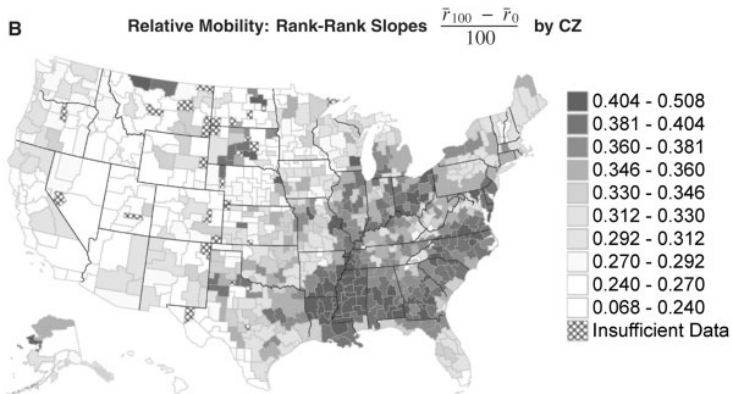 B
Relative Mobility: Rank-Rank Slopes (r̄₁₀₀ − r̄₀)/100 by CZ
0.404 - 0.508
0.381 - 0.404
0.360 - 0.381
0.346 - 0.360
0.330 - 0.346
0.312 - 0.330
0.292 - 0.312
0.270 - 0.292
0.240 - 0.270
0.068 - 0.240
Insufficient Data